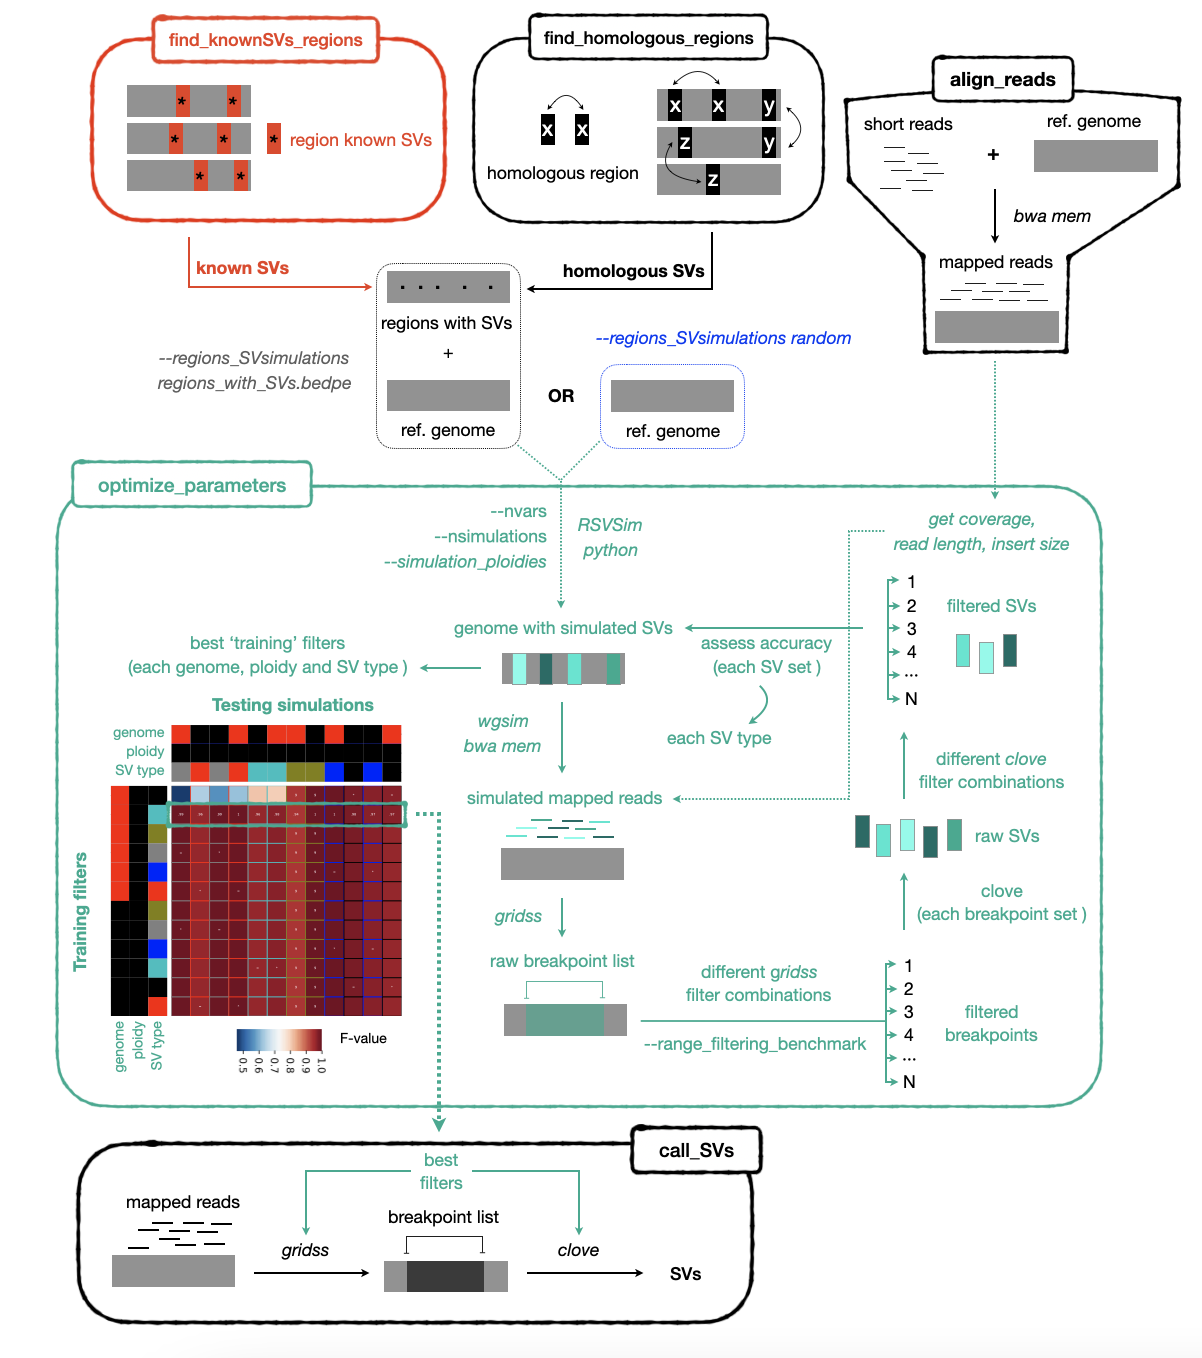 find_knownSVs_regions
* *
* *
* region known SVs
* *
find_homologous_regions
x x
homologous region
x x y
z y
z
align_reads
short reads
+
ref. genome
bwa mem
mapped reads
known SVs
homologous SVs
regions with SVs
+
ref. genome
--regions_SVsimulations
regions_with_SVs.bedpe
OR
--regions_SVsimulations random
ref. genome
optimize_parameters
--nvars
--nsimulations
--simulation_ploidies
RSVSim
python
get coverage,
read length, insert size
1
2
3
4
...
N
filtered SVs
genome with simulated SVs
assess accuracy
(each SV set )
each SV type
best ‘training’ filters
(each genome, ploidy and SV type )
Testing simulations
genome
ploidy
SV type
Training filters
genome
ploidy
SV type
0.5
0.6
0.7
0.8
0.9
1.0
F-value
wgsim
bwa mem
simulated mapped reads
gridss
raw breakpoint list
different gridss
filter combinations
--range_filtering_benchmark
1
2
3
4
...
N
filtered
breakpoints
clove
(each breakpoint set )
raw SVs
different clove
filter combinations
call_SVs
best
filters
mapped reads
gridss
breakpoint list
clove
SVs